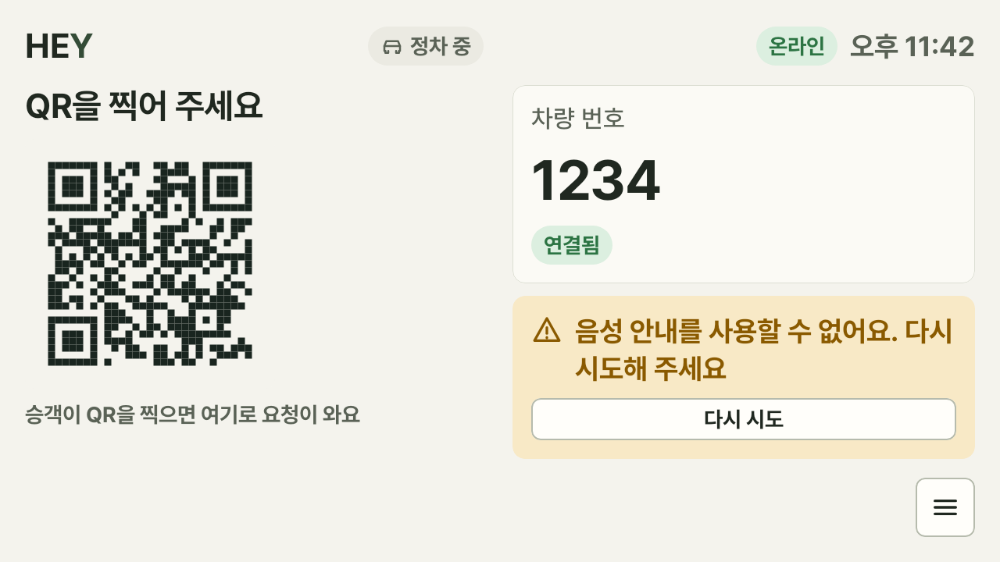 HEY
정차 중
온라인 오후 11:42
QR을 찍어 주세요
승객이 QR을 찍으면 여기로 요청이 와요
차량 번호
1234
연결됨
음성 안내를 사용할 수 없어요. 다시
시도해 주세요
다시 시도